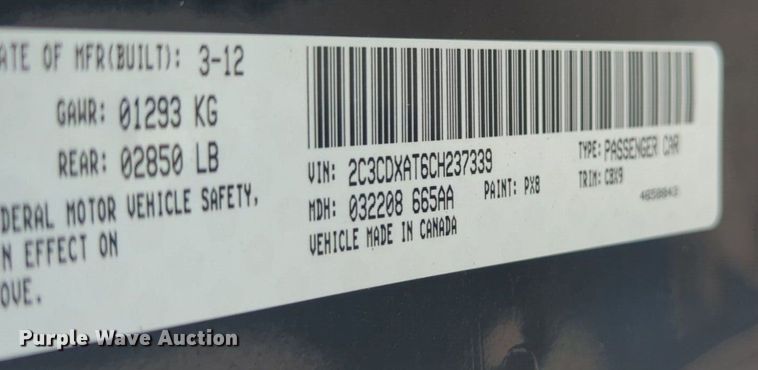 ATE OF MFR(BUILT): 3-12
GAWR: 01293 KG
REAR: 02850 LB
DERAL MOTOR VEHICLE SAFETY,
N EFFECT ON
OVE.
VIN: 2C3CDXAT6CH237339
TYPE: PASSENGER CAR
MDH: 032208 665AA
PAINT: PX8
TRIM: CBX9
VEHICLE MADE IN CANADA
Purple Wave Auction